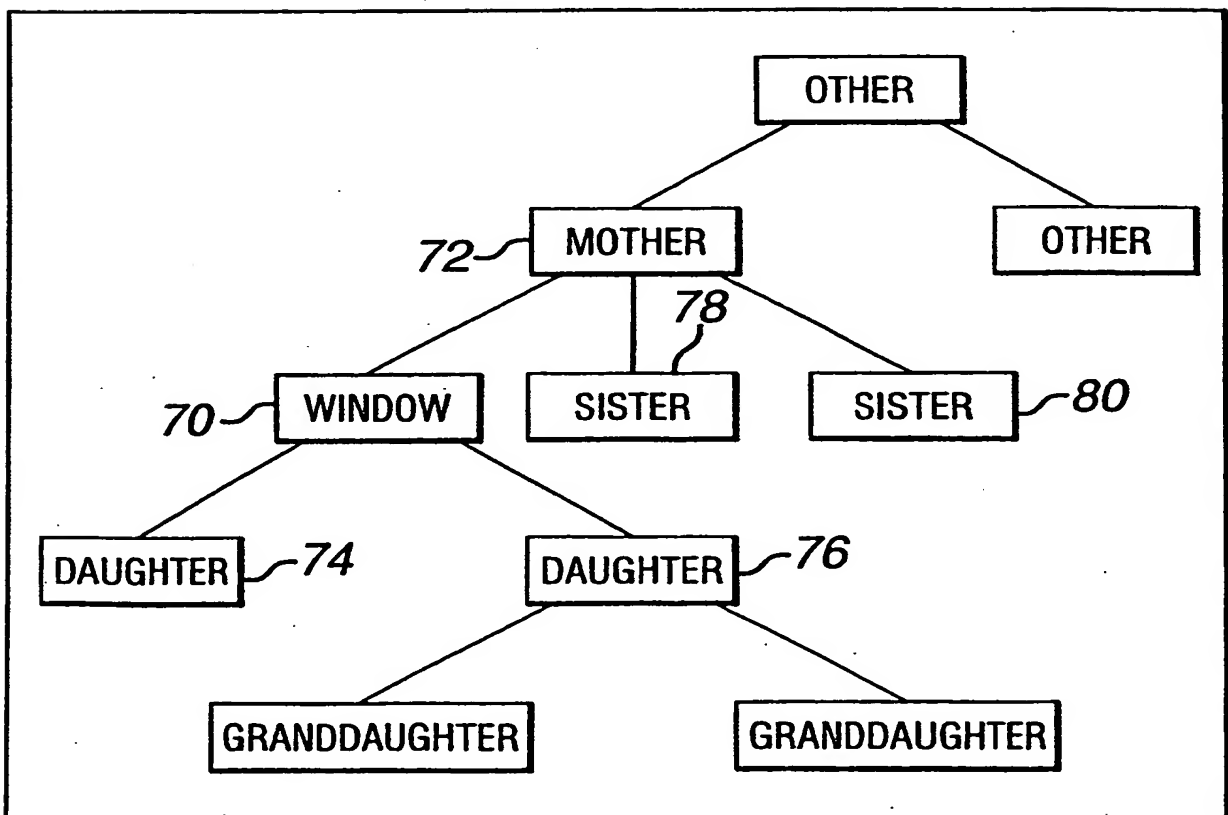 OTHER
72 MOTHER OTHER
78
70 WINDOW SISTER SISTER 80
DAUGHTER 74 DAUGHTER 76
GRANDDAUGHTER GRANDDAUGHTER